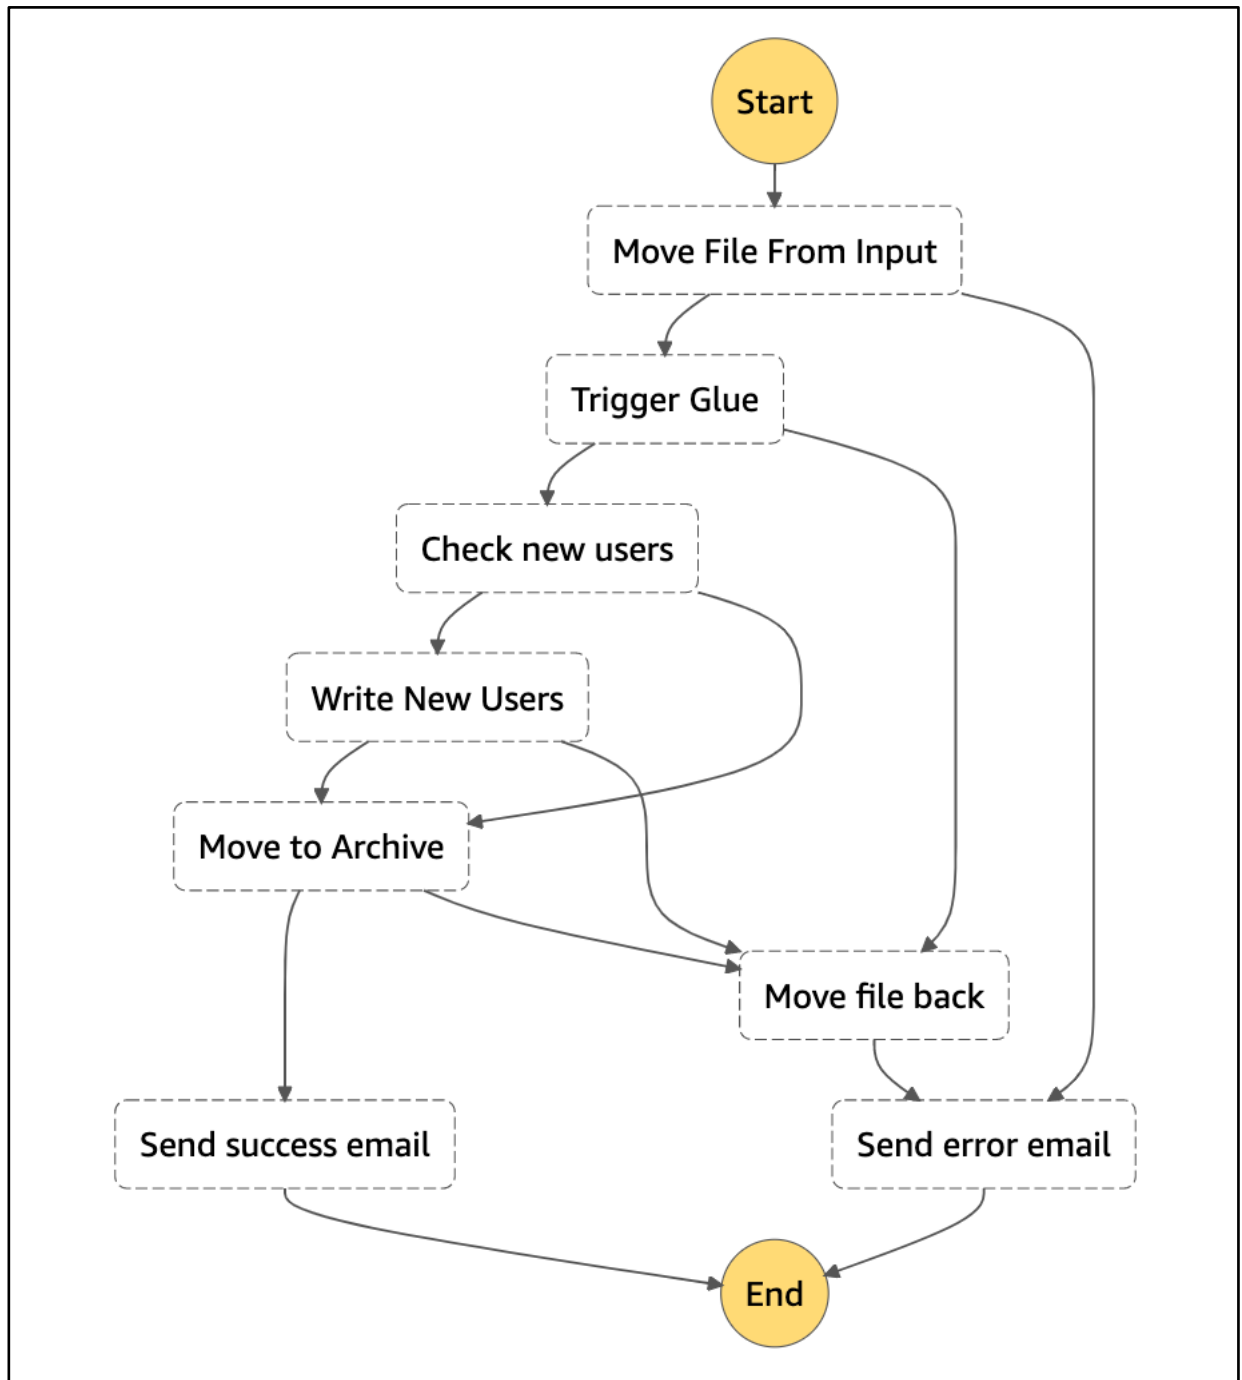 Start
Move File From Input
Trigger Glue
Check new users
Write New Users
Move to Archive
Move file back
Send success email
Send error email
End